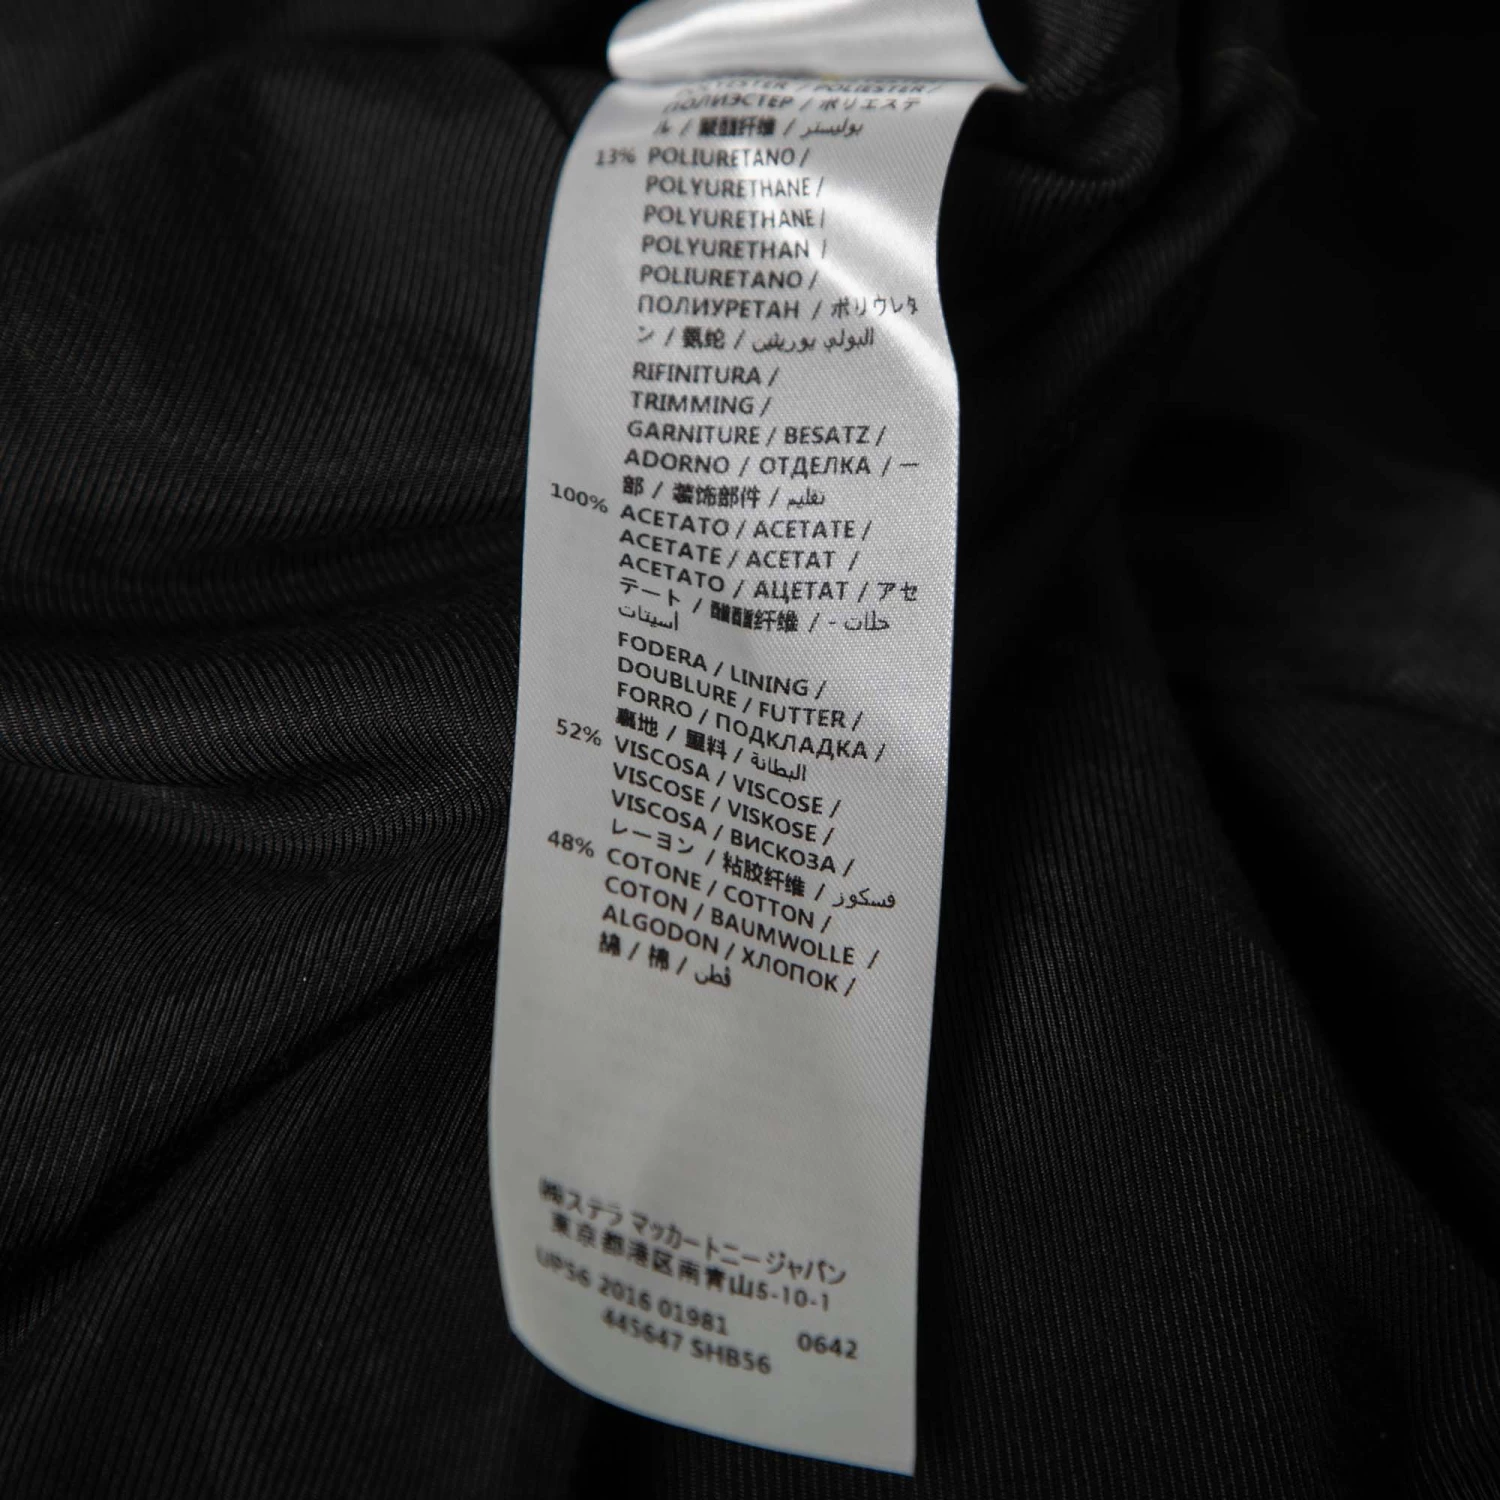 POLYESTER / POLIESTER /
ПОЛИЭСТЕР / ポリエステ
ル / 聚酯纤维 / بوليستر
13% POLIURETANO /
POLYURETHANE /
POLYURETHANE /
POLYURETHAN /
POLIURETANO /
ПОЛИУРЕТАН / ポリウレタ
ン / 氨纶 / البولي يوريثين
RIFINITURA /
TRIMMING /
GARNITURE / BESATZ /
ADORNO / ОТДЕЛКА / 一
部 / 装饰部件 / تقليم
100% ACETATO / ACETATE /
ACETATE / ACETAT /
ACETATO / АЦЕТАТ / アセ
テート / 醋酯纤维 / خلات -
اسيتات
FODERA / LINING /
DOUBLURE / FUTTER /
FORRO / ПОДКЛАДКА /
裏地 / 里料 / البطانة
52% VISCOSA / VISCOSE /
VISCOSE / VISKOSE /
VISCOSA / ВИСКОЗА /
レーヨン / 粘胶纤维 / فسكوز
48% COTONE / COTTON /
COTON / BAUMWOLLE /
ALGODON / ХЛОПОК /
綿 / 棉 / قطن
㈱ステラ マッカートニー ジャパン
東京都港区南青山5-10-1
UP56 2016 01981 0642
445647 SHB56